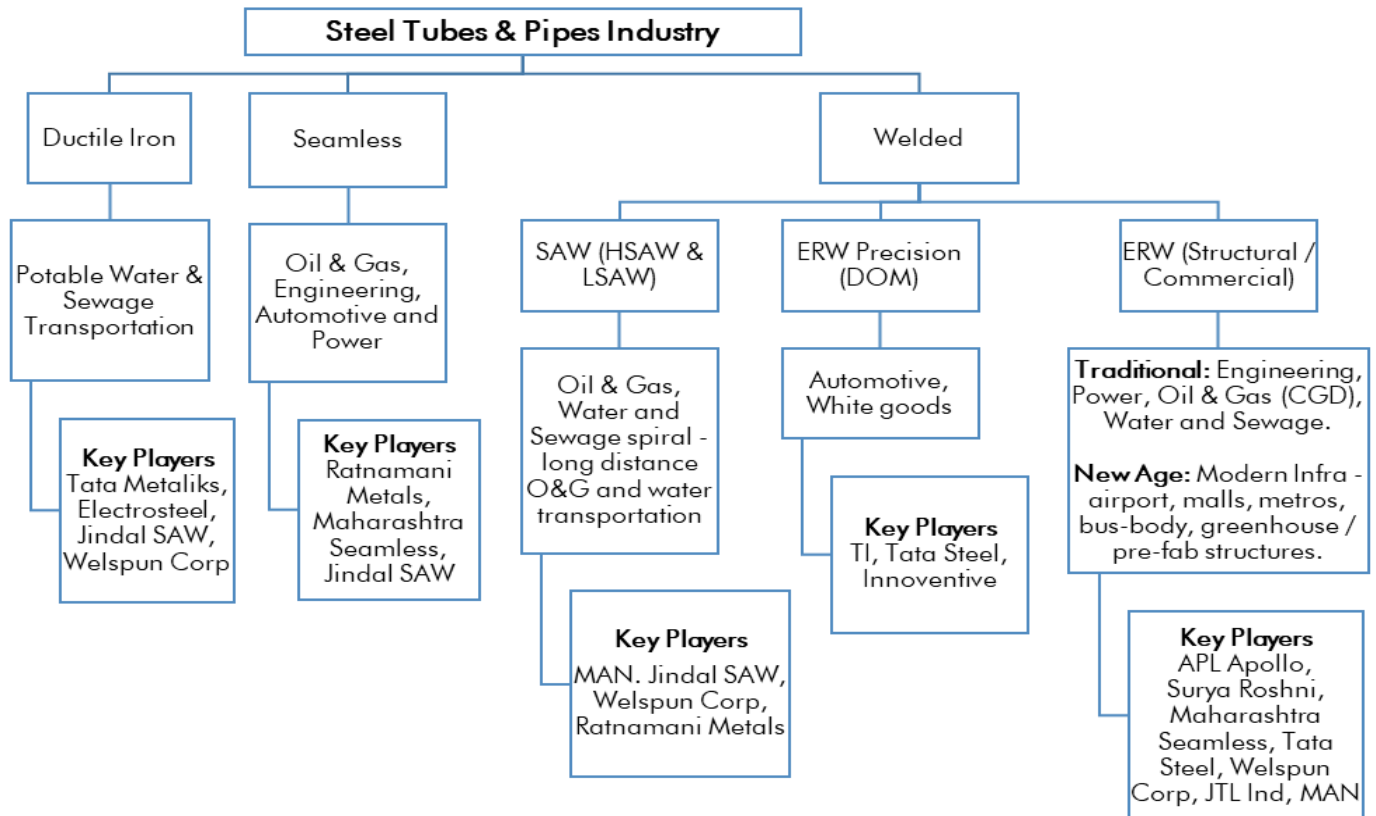 Steel Tubes & Pipes Industry
Ductile Iron
Seamless
Welded
Potable Water &
Sewage
Transportation
Oil & Gas,
Engineering,
Automotive and
Power
SAW (HSAW &
LSAW)
ERW Precision
(DOM)
ERW (Structural /
Commercial)
Key Players
Tata Metaliks,
Electrosteel,
Jindal SAW,
Welspun Corp
Key Players
Ratnamani
Metals,
Maharashtra
Seamless,
Jindal SAW
Oil & Gas,
Water and
Sewage spiral -
long distance
O&G and water
transportation
Automotive,
White goods
Traditional: Engineering,
Power, Oil & Gas (CGD),
Water and Sewage.
New Age: Modern Infra -
airport, malls, metros,
bus-body, greenhouse /
pre-fab structures.
Key Players
MAN. Jindal SAW,
Welspun Corp,
Ratnamani Metals
Key Players
TI, Tata Steel,
Innoventive
Key Players
APL Apollo,
Surya Roshni,
Maharashtra
Seamless, Tata
Steel, Welspun
Corp, JTL Ind, MAN